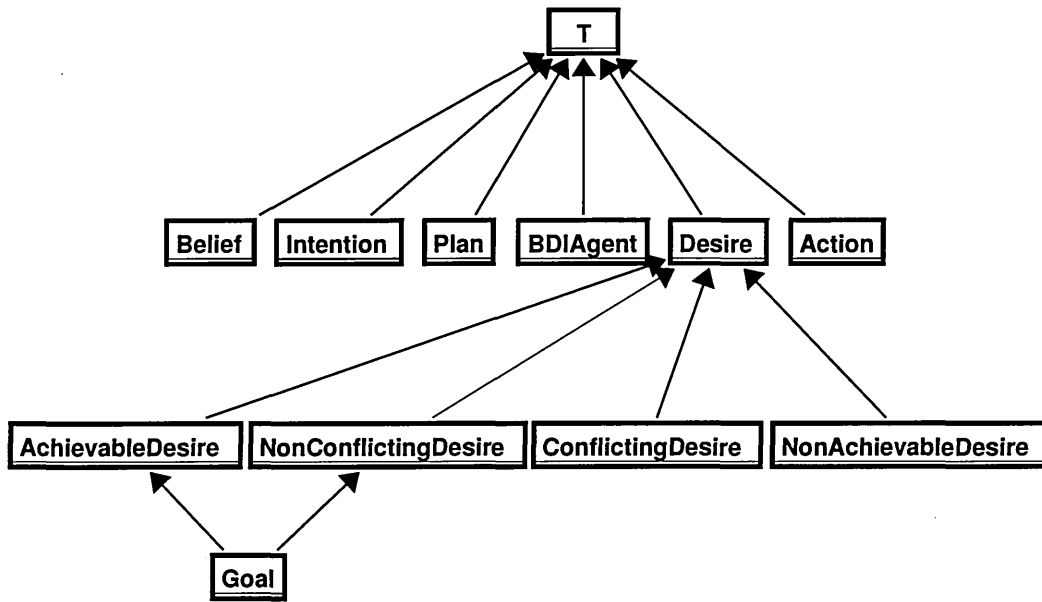 T
Belief
Intention
Plan
BDIAgent
Desire
Action
AchievableDesire
NonConflictingDesire
ConflictingDesire
NonAchievableDesire
Goal